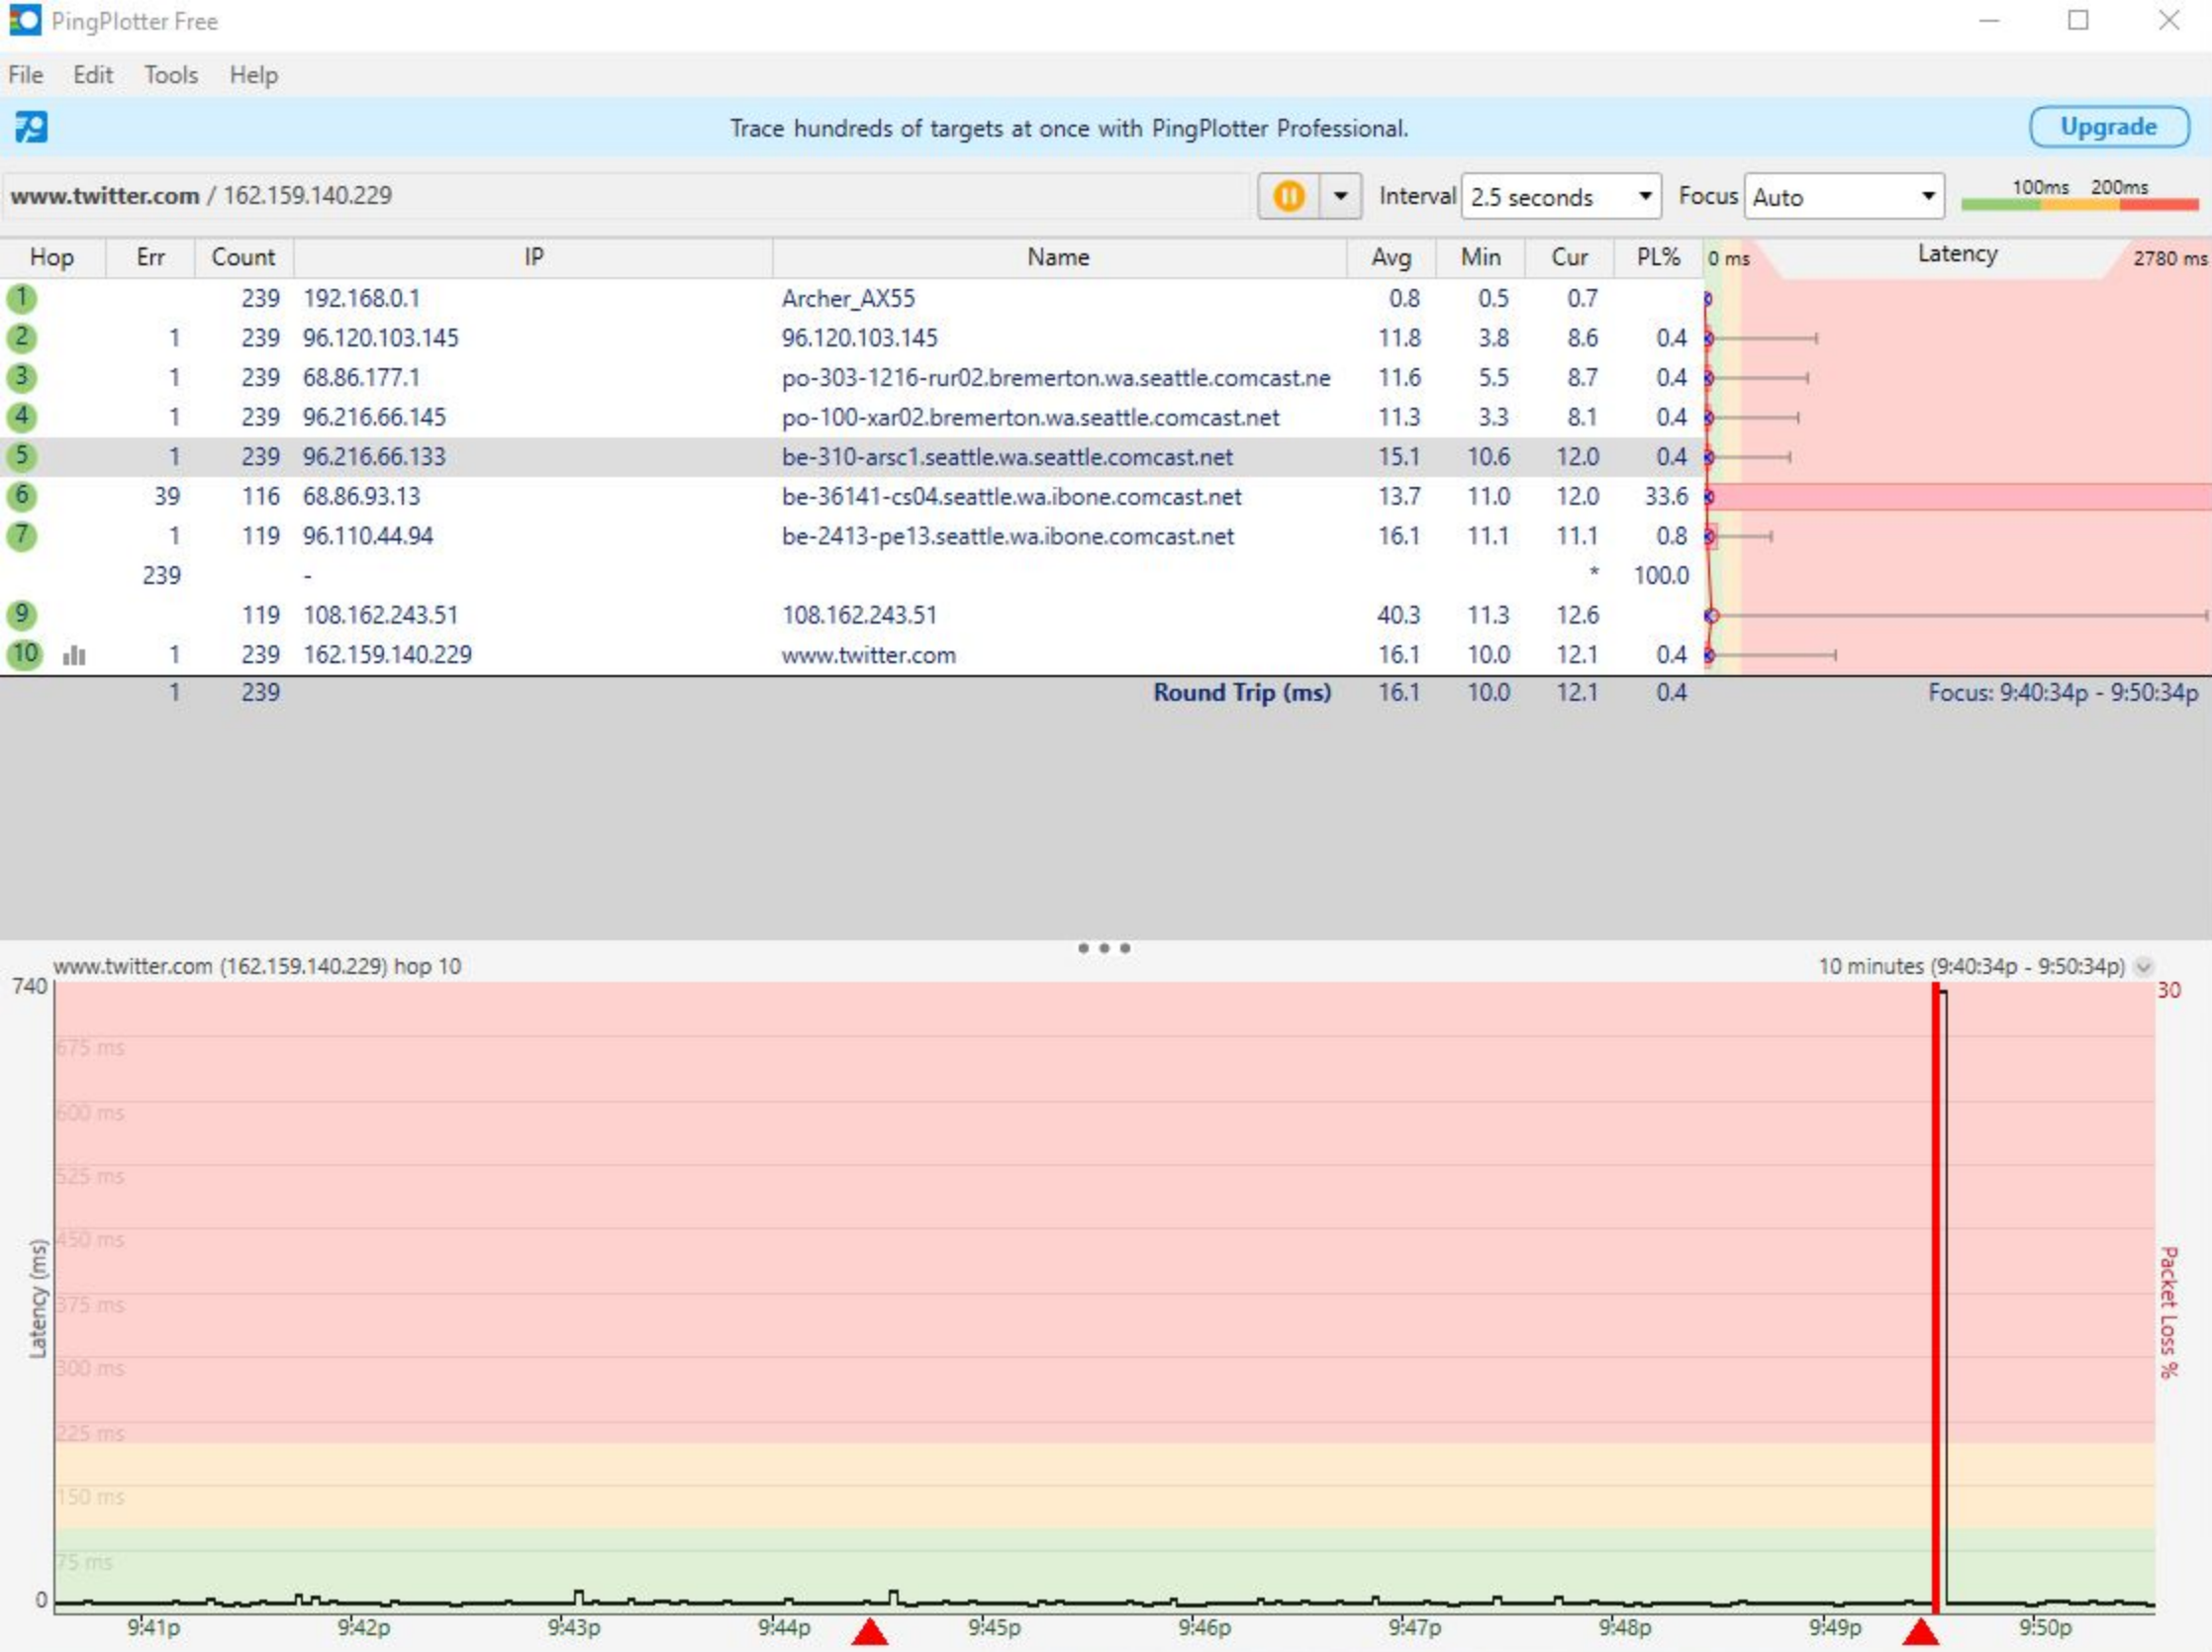 PingPlotter Free
File Edit Tools Help
Trace hundreds of targets at once with PingPlotter Professional. Upgrade
www.twitter.com / 162.159.140.229 Interval 2.5 seconds Focus Auto 100ms 200ms
Hop Err Count IP Name Avg Min Cur PL% 0 ms Latency 2780 ms
1 239 192.168.0.1 Archer_AX55 0.8 0.5 0.7
2 1 239 96.120.103.145 96.120.103.145 11.8 3.8 8.6 0.4
3 1 239 68.86.177.1 po-303-1216-rur02.bremerton.wa.seattle.comcast.ne 11.6 5.5 8.7 0.4
4 1 239 96.216.66.145 po-100-xar02.bremerton.wa.seattle.comcast.net 11.3 3.3 8.1 0.4
5 1 239 96.216.66.133 be-310-arsc1.seattle.wa.seattle.comcast.net 15.1 10.6 12.0 0.4
6 39 116 68.86.93.13 be-36141-cs04.seattle.wa.ibone.comcast.net 13.7 11.0 12.0 33.6
7 1 119 96.110.44.94 be-2413-pe13.seattle.wa.ibone.comcast.net 16.1 11.1 11.1 0.8
239 - * 100.0
9 119 108.162.243.51 108.162.243.51 40.3 11.3 12.6
10 1 239 162.159.140.229 www.twitter.com 16.1 10.0 12.1 0.4
1 239 Round Trip (ms) 16.1 10.0 12.1 0.4 Focus: 9:40:34p - 9:50:34p
www.twitter.com (162.159.140.229) hop 10 10 minutes (9:40:34p - 9:50:34p)
740 30
675 ms
600 ms
525 ms
450 ms
375 ms
300 ms
225 ms
150 ms
75 ms
0
Latency (ms)
Packet Loss %
9:41p 9:42p 9:43p 9:44p 9:45p 9:46p 9:47p 9:48p 9:49p 9:50p